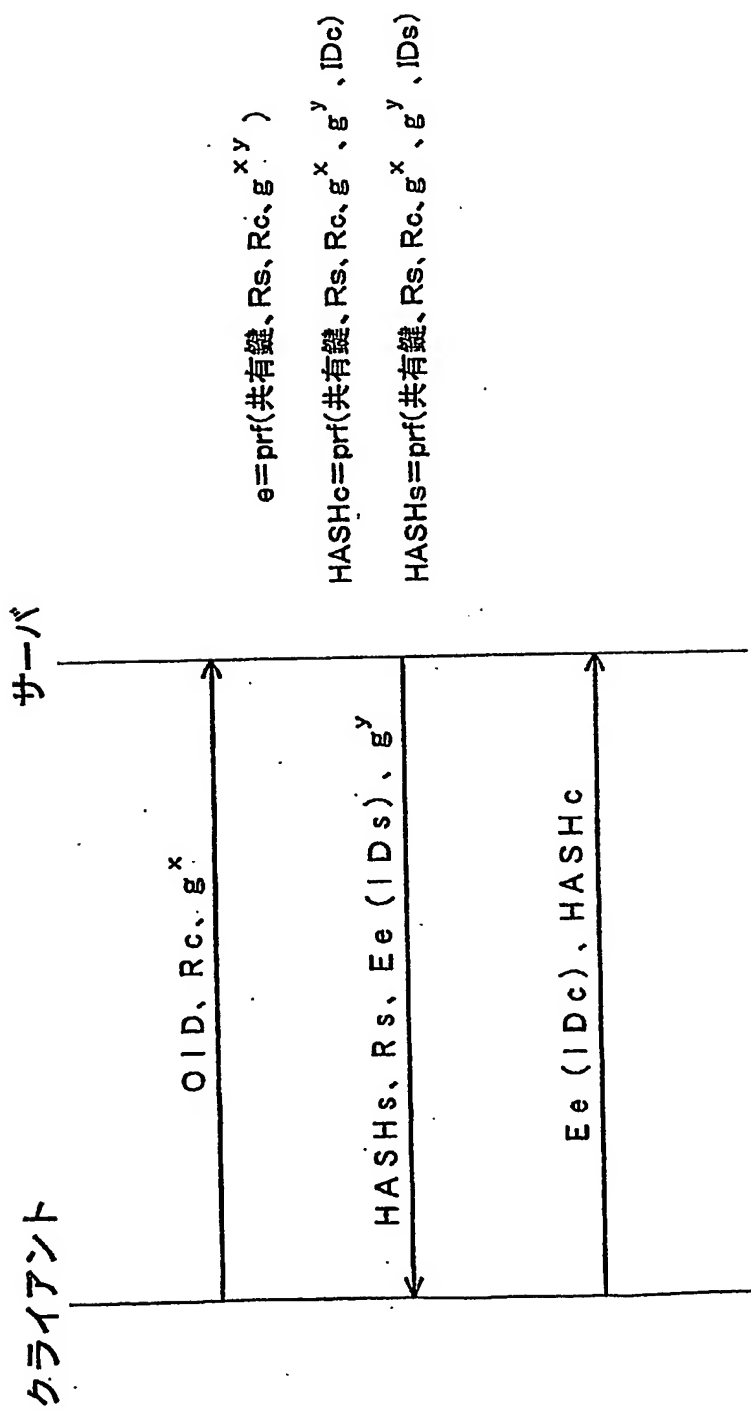 クライアント
サーバ
OID、Rc、g^x
HASHs、Rs、Ee(IDs)、g^y
Ee(IDc)、HASHc
e=prf(共有鍵、Rs、Rc、g^xy)
HASHc=prf(共有鍵、Rs、Rc、g^x、g^y、IDc)
HASHs=prf(共有鍵、Rs、Rc、g^x、g^y、IDs)